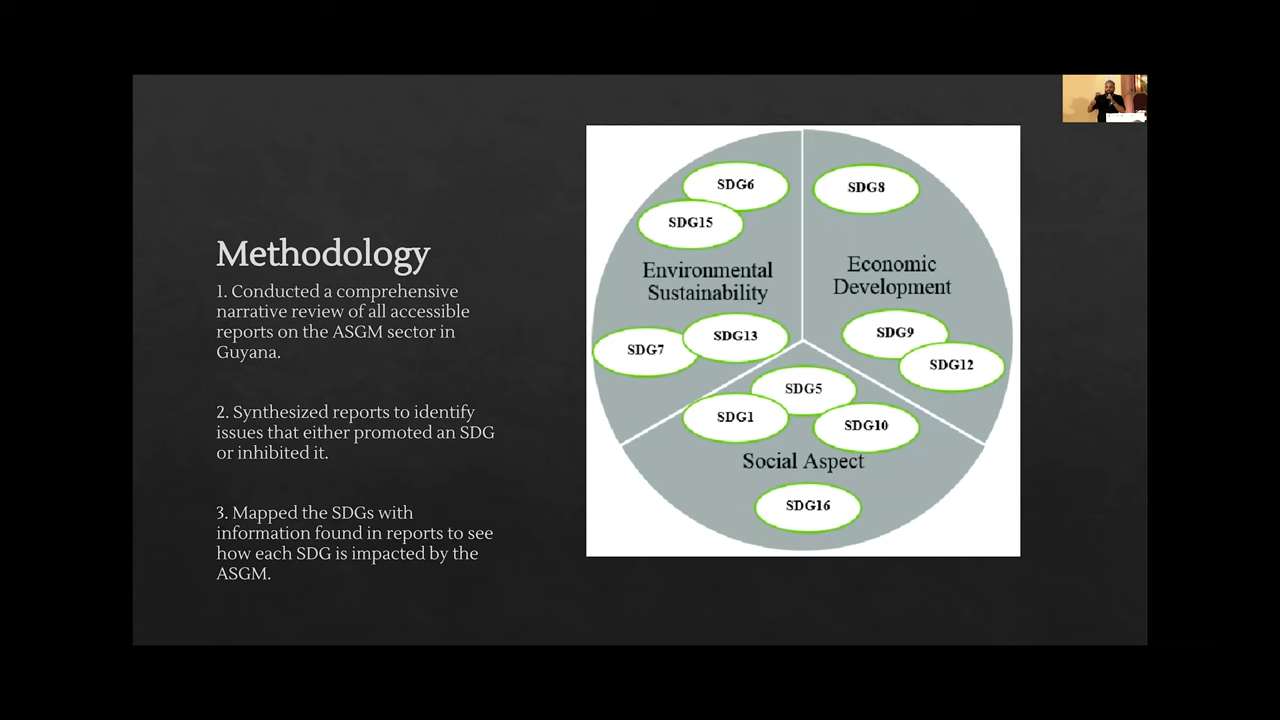 Methodology
1. Conducted a comprehensive
narrative review of all accessible
reports on the ASGM sector in
Guyana.
2. Synthesized reports to identify
issues that either promoted an SDG
or inhibited it.
3. Mapped the SDGs with
information found in reports to see
how each SDG is impacted by the
ASGM.
SDG6
SDG15
Environmental
Sustainability
SDG7
SDG13
SDG8
Economic
Development
SDG9
SDG12
SDG5
SDG1
SDG10
Social Aspect
SDG16